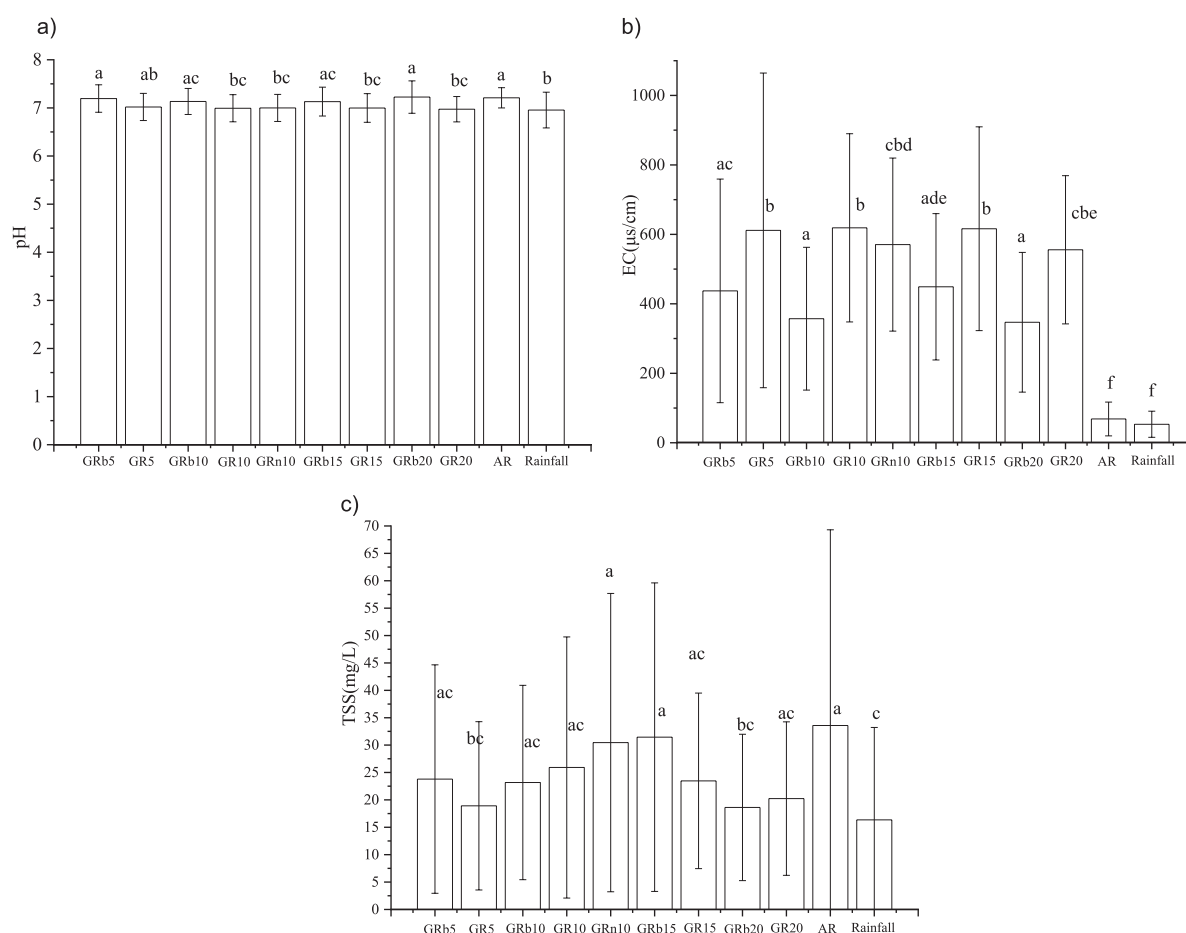 a)
8
7
6
5
4
3
2
1
0
pH
a ab ac bc bc ac bc a bc a b
GRb5 GR5 GRb10 GR10 GRn10 GRb15 GR15 GRb20 GR20 AR Rainfall
b)
1000
800
600
400
200
0
EC(μs/cm)
ac b a b cbd ade b a cbe f f
GRb5 GR5 GRb10 GR10 GRn10 GRb15 GR15 GRb20 GR20 AR Rainfall
c)
70
65
60
55
50
45
40
35
30
25
20
15
10
5
0
TSS(mg/L)
ac bc ac ac a a ac bc ac a c
GRb5 GR5 GRb10 GR10 GRn10 GRb15 GR15 GRb20 GR20 AR Rainfall